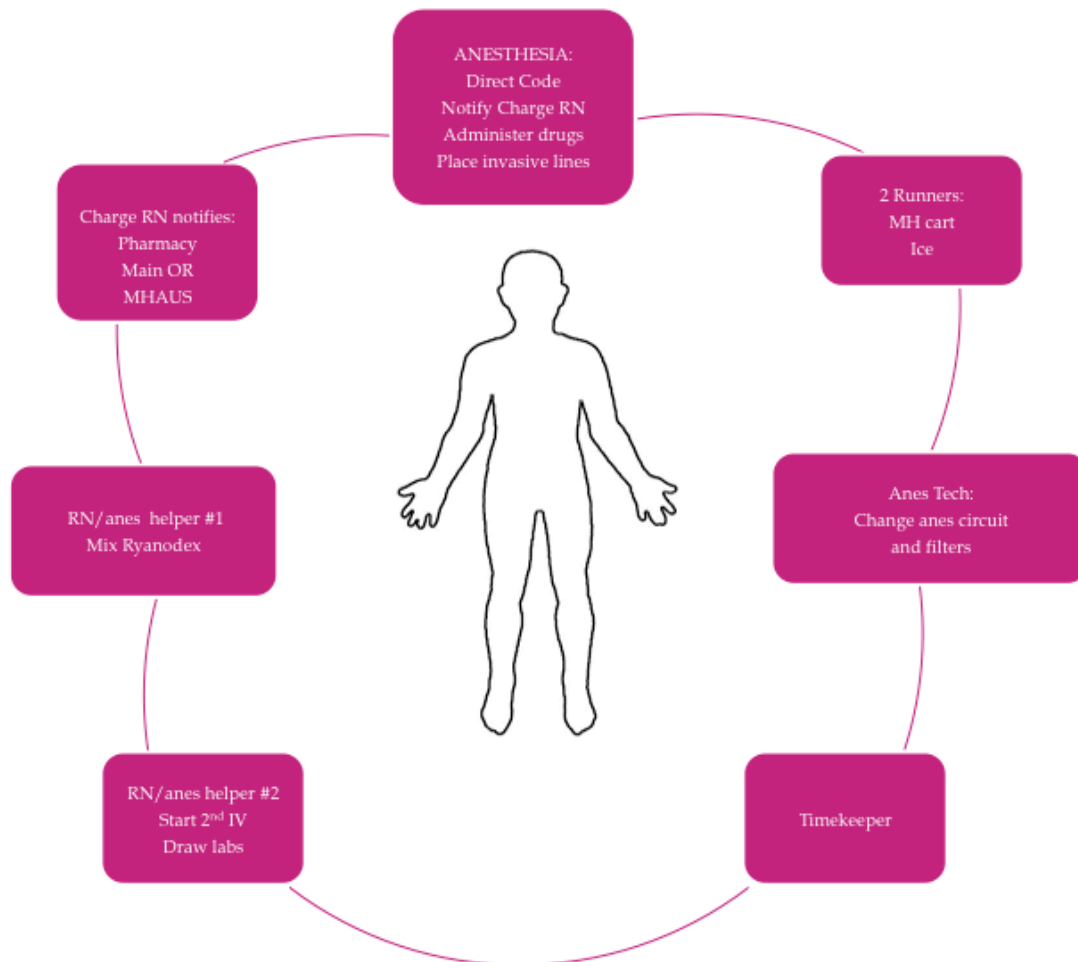 ANESTHESIA:
Direct Code
Notify Charge RN
Administer drugs
Place invasive lines
2 Runners:
MH cart
Ice
Anes Tech:
Change anes circuit
and filters
Timekeeper
RN/anes helper #2
Start 2nd IV
Draw labs
RN/anes helper #1
Mix Ryanodex
Charge RN notifies:
Pharmacy
Main OR
MHAUS